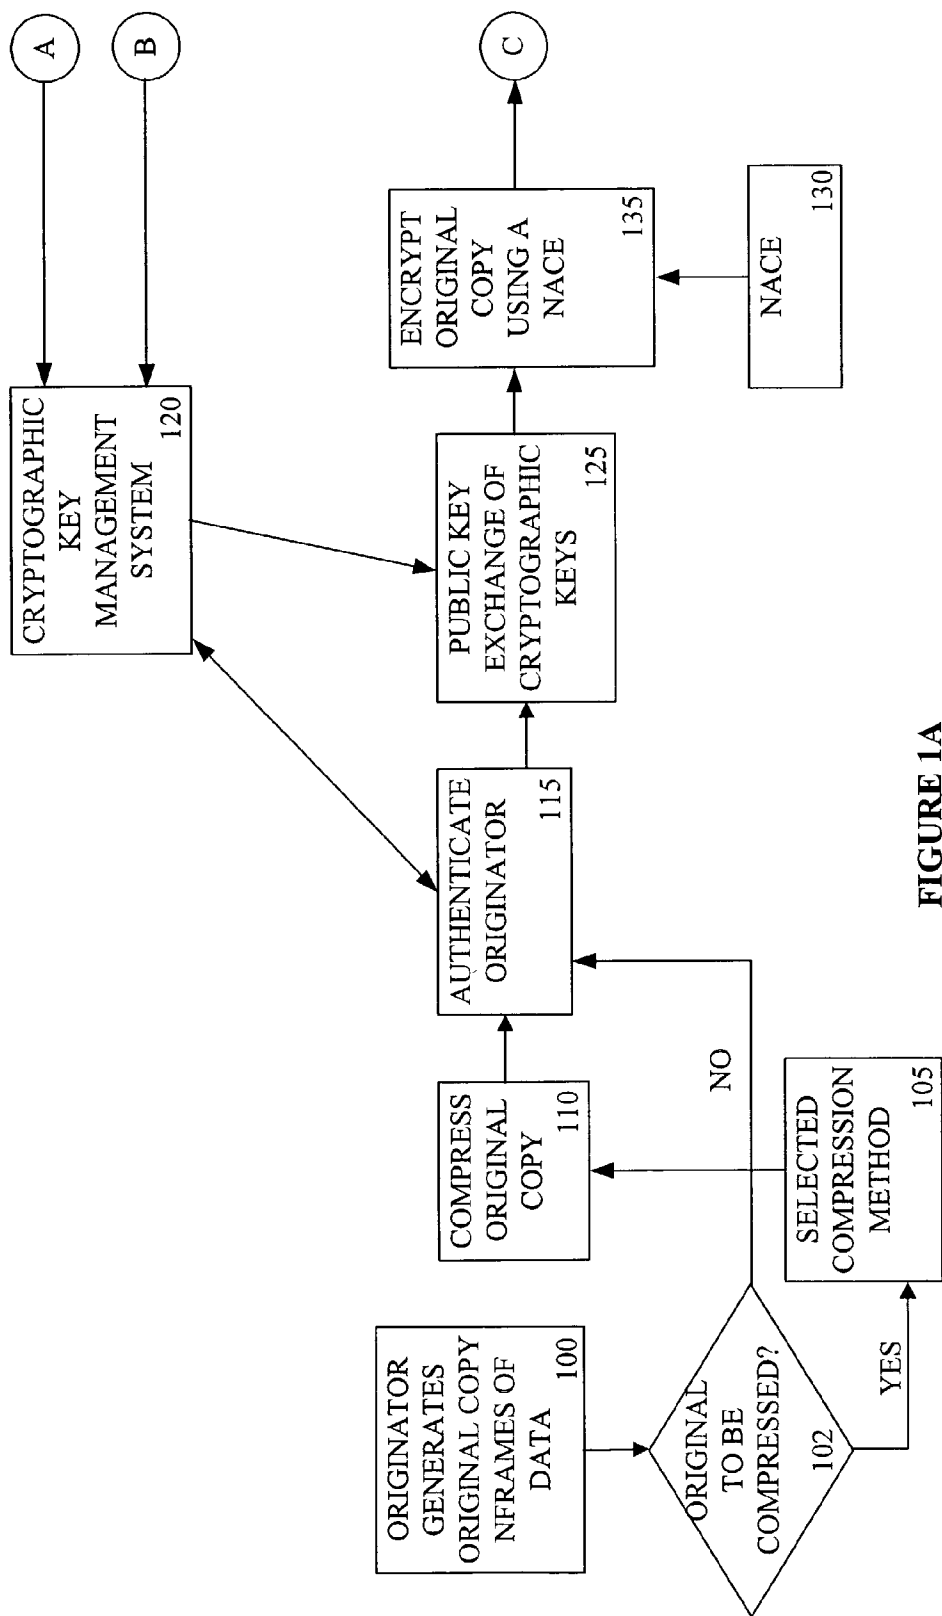 A
B
CRYPTOGRAPHIC
KEY
MANAGEMENT
SYSTEM
120
ORIGINATOR
GENERATES
ORIGINAL COPY
NFRAMES OF
DATA
100
COMPRESS
ORIGINAL
COPY
110
AUTHENTICATE
ORIGINATOR
115
PUBLIC KEY
EXCHANGE OF
CRYPTOGRAPHIC
KEYS
125
ENCRYPT
ORIGINAL
COPY
USING A
NACE
135
C
ORIGINAL
TO BE
COMPRESSED?
102
NO
YES
SELECTED
COMPRESSION
METHOD
105
NACE
130
FIGURE 1A